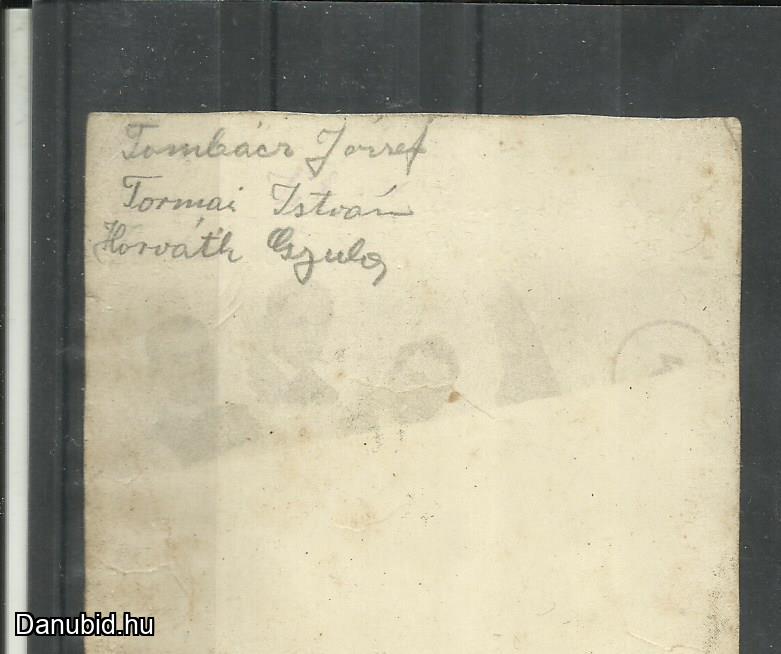 Tombácz József
Tormai István
Horváth Gyula
Danubid.hu